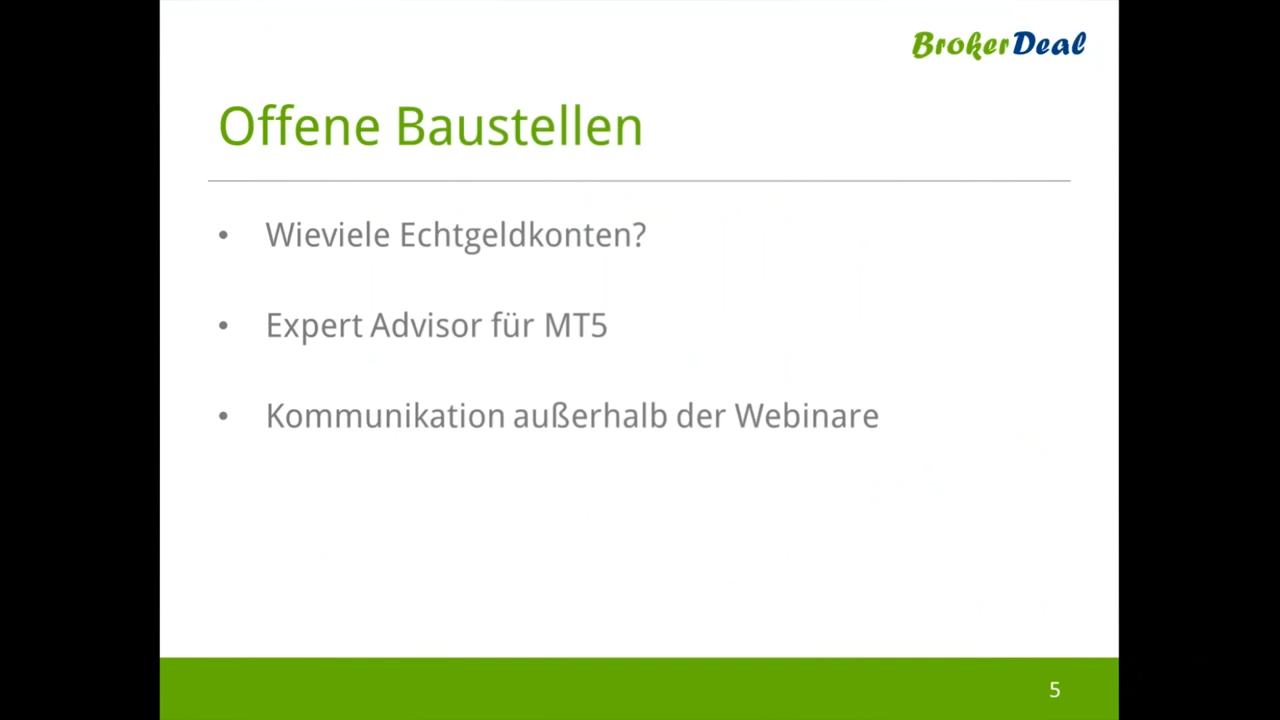 BrokerDeal
Offene Baustellen
• Wieviele Echtgeldkonten?
• Expert Advisor für MT5
• Kommunikation außerhalb der Webinare
5